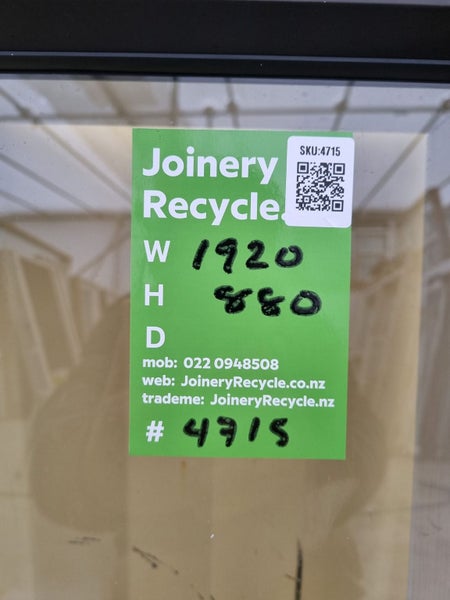 SKU:4715
Joinery
Recycle.
W 1920
H 880
D
mob: 022 0948508
web: JoineryRecycle.co.nz
trademe: JoineryRecycle.nz
# 4715